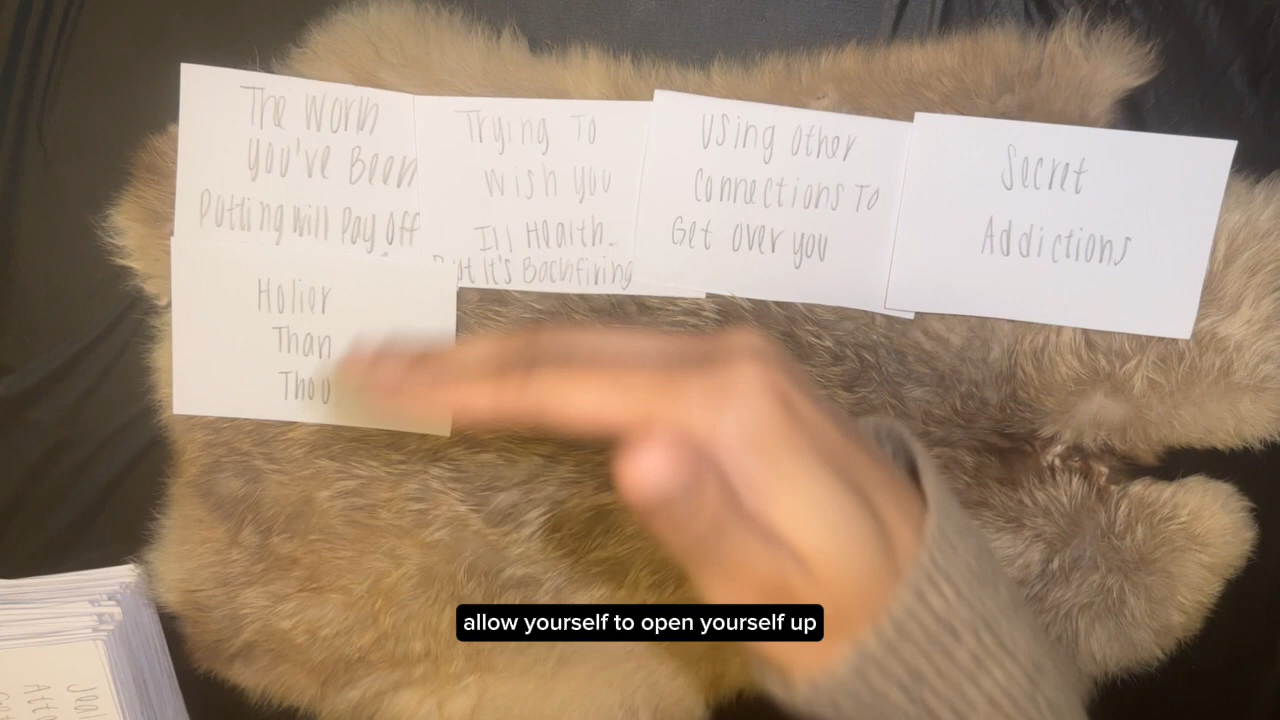 The Work
You've Been
Putting Will Pay Off
Trying To
Wish You
Ill Health.
But It's Backfiring
Using Other
Connections To
Get Over You
Secret
Addictions
Holier
Than
Thou
allow yourself to open yourself up